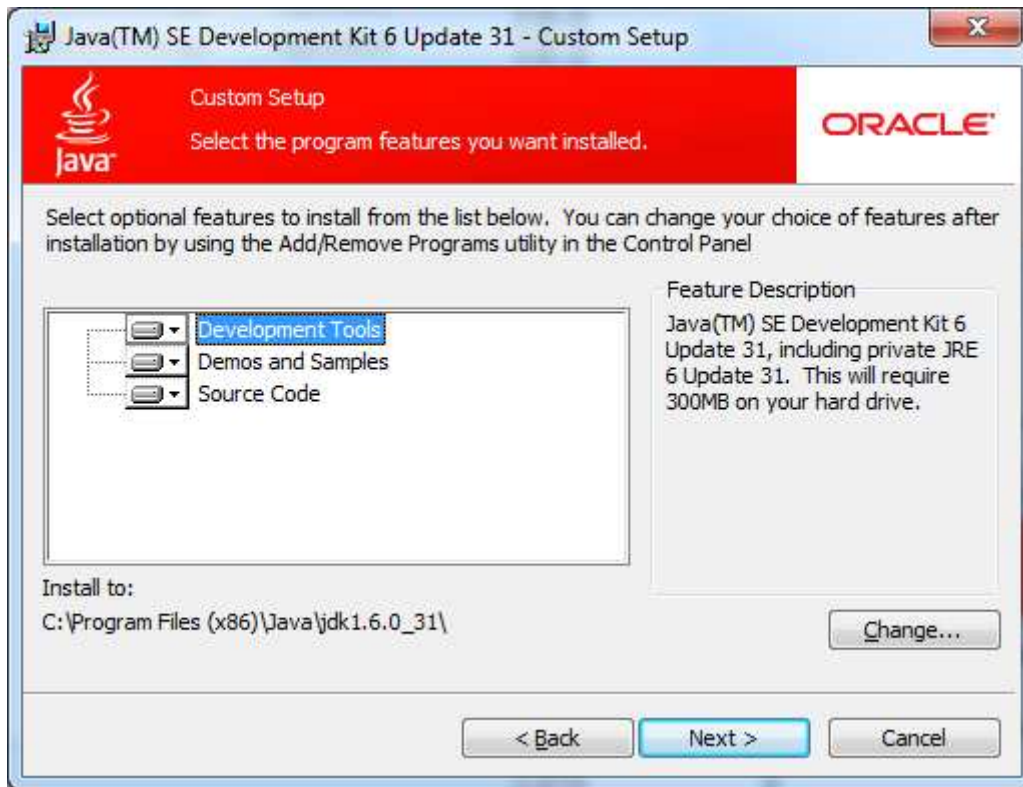 Java(TM) SE Development Kit 6 Update 31 - Custom Setup
Java
Custom Setup
Select the program features you want installed.
ORACLE
Select optional features to install from the list below.  You can change your choice of features after
installation by using the Add/Remove Programs utility in the Control Panel
Development Tools
Demos and Samples
Source Code
Feature Description
Java(TM) SE Development Kit 6
Update 31, including private JRE
6 Update 31.  This will require
300MB on your hard drive.
Install to:
C:\Program Files (x86)\Java\jdk1.6.0_31\
Change...
< Back
Next >
Cancel